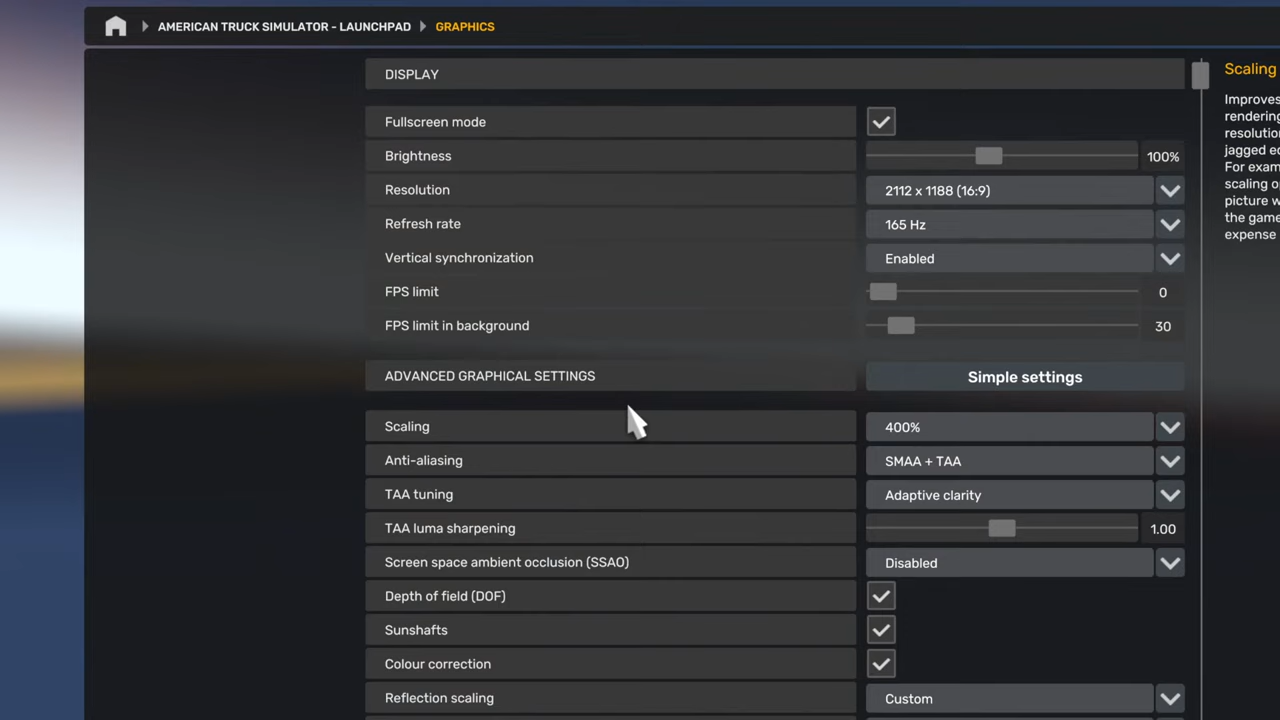 AMERICAN TRUCK SIMULATOR - LAUNCHPAD GRAPHICS
DISPLAY
Fullscreen mode
Brightness 100%
Resolution 2112 x 1188 (16:9)
Refresh rate 165 Hz
Vertical synchronization Enabled
FPS limit 0
FPS limit in background 30
ADVANCED GRAPHICAL SETTINGS Simple settings
Scaling 400%
Anti-aliasing SMAA + TAA
TAA tuning Adaptive clarity
TAA luma sharpening 1.00
Screen space ambient occlusion (SSAO) Disabled
Depth of field (DOF)
Sunshafts
Colour correction
Reflection scaling Custom
Scaling
Improves
rendering
resolution
jagged
For
scaling
picture
the game
expense